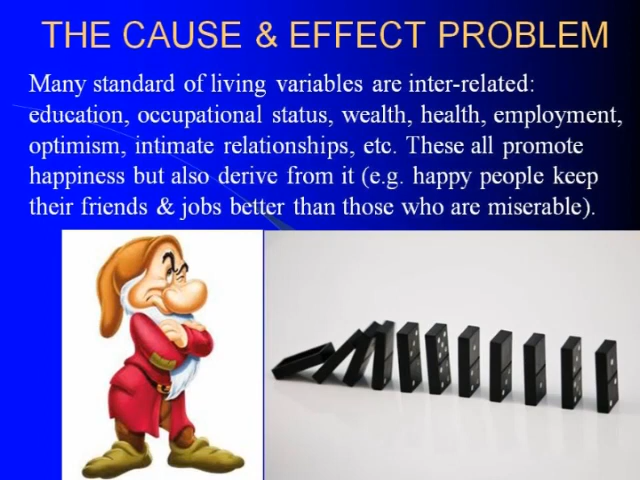 THE CAUSE & EFFECT PROBLEM
Many standard of living variables are inter-related:
education, occupational status, wealth, health, employment,
optimism, intimate relationships, etc. These all promote
happiness but also derive from it (e.g. happy people keep
their friends & jobs better than those who are miserable).